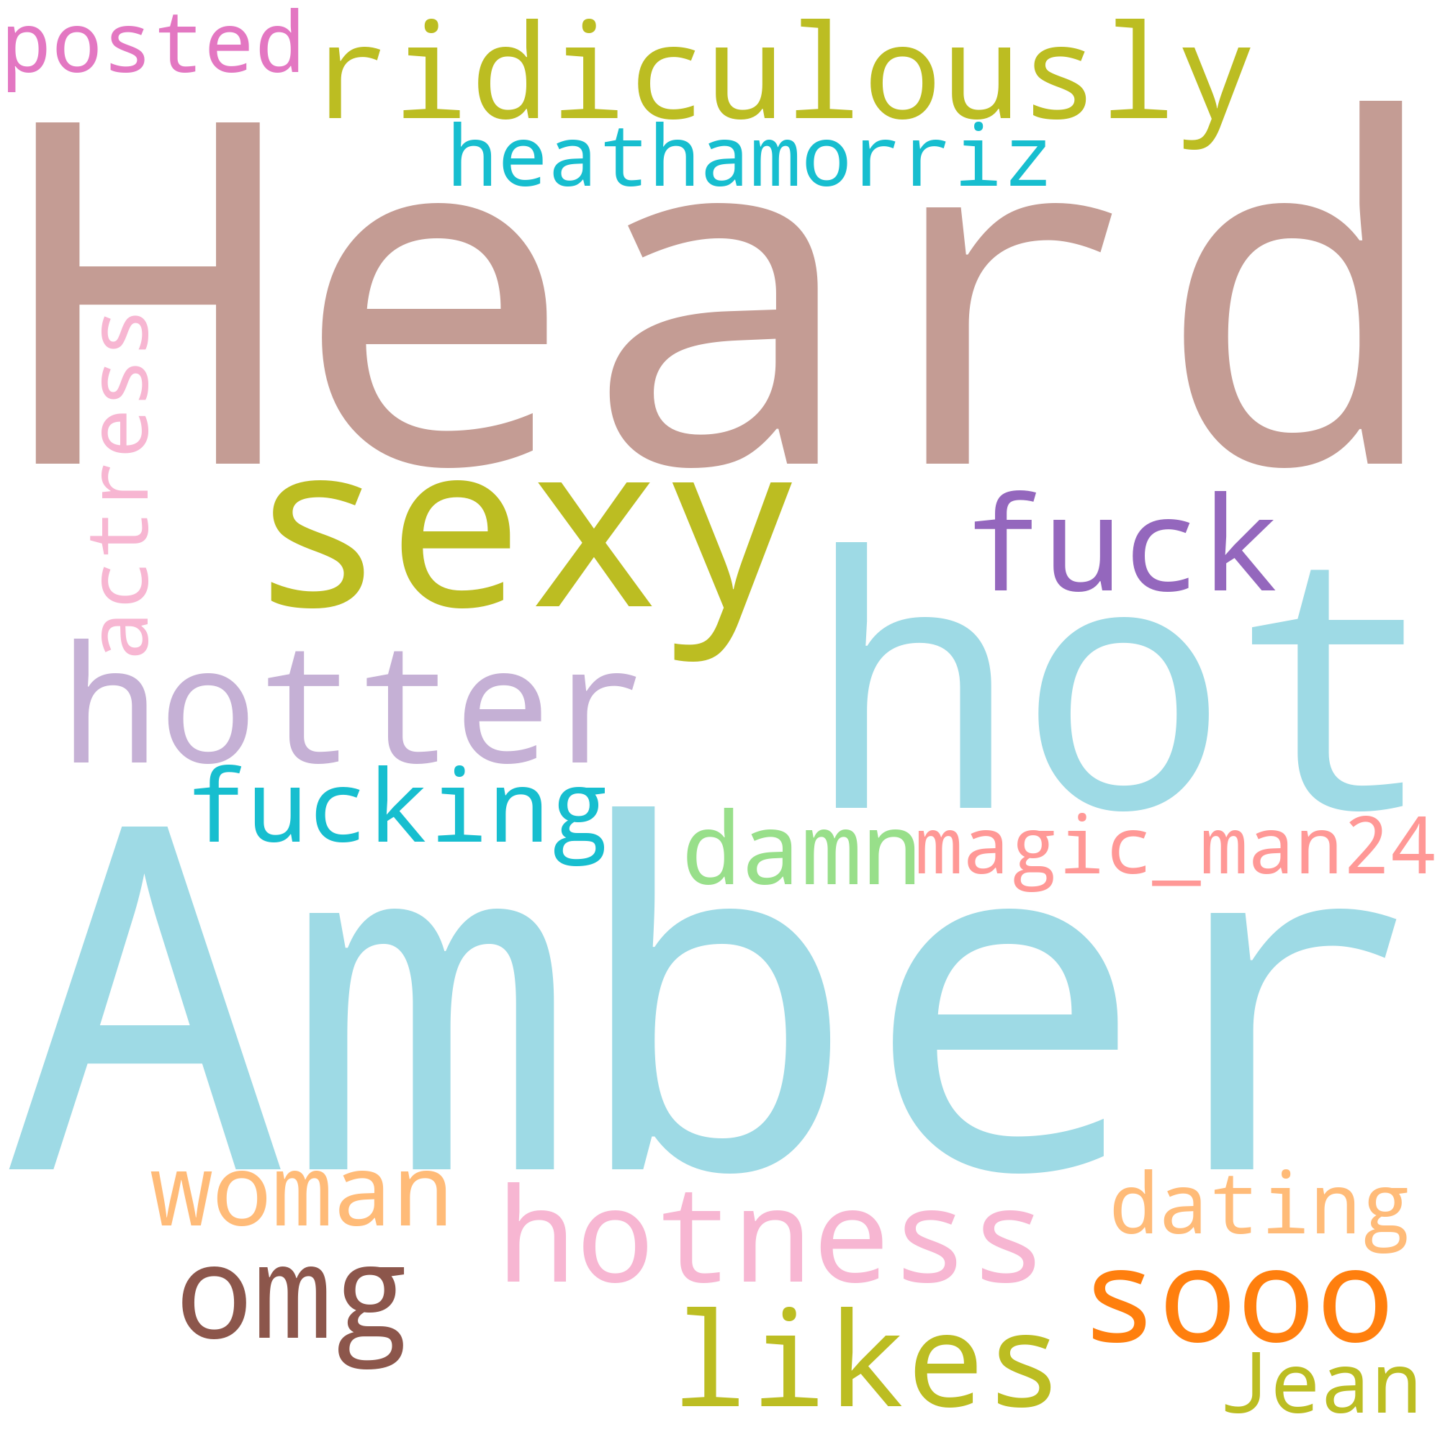 posted
ridiculously
heathamorriz
Heard
actress
sexy
fuck
hot
hotter
fucking
damn
magic_man24
Amber
woman
hotness
dating
omg
sooo
likes
Jean